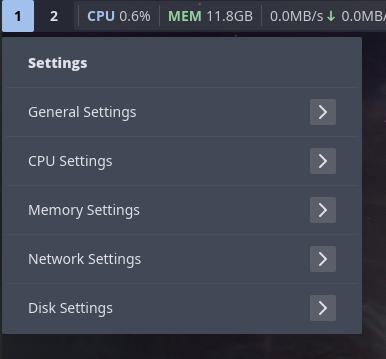 1 2 CPU 0.6% MEM 11.8GB 0.0MB/s↓ 0.0MB/
Settings
General Settings
CPU Settings
Memory Settings
Network Settings
Disk Settings